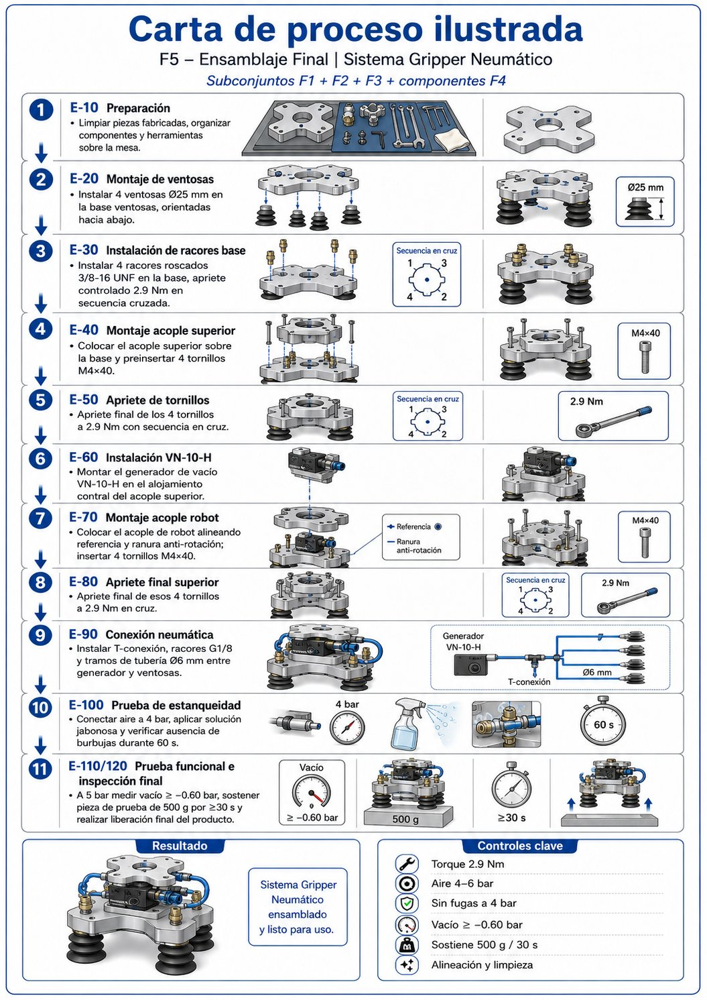 Carta de proceso ilustrada
F5 – Ensamblaje Final | Sistema Gripper Neumático
Subconjuntos F1 + F2 + F3 + componentes F4
1
E-10 Preparación
• Limpiar piezas fabricadas, organizar
componentes y herramientas
sobre la mesa.
2
E-20 Montaje de ventosas
• Instalar 4 ventosas Ø25 mm en
la base ventosas, orientadas
hacia abajo.
Ø25 mm
3
E-30 Instalación de racores base
• Instalar 4 racores roscados
3/8-16 UNF en la base, apriete
controlado 2.9 Nm en
secuencia cruzada.
Secuencia en cruz
1 3
4 2
4
E-40 Montaje acople superior
• Colocar el acople superior sobre
la base y preinsertar 4 tornillos
M4×40.
M4×40
5
E-50 Apriete de tornillos
• Apriete final de los 4 tornillos
a 2.9 Nm con secuencia en cruz.
Secuencia en cruz
1 3
4 2
2.9 Nm
6
E-60 Instalación VN-10-H
• Montar el generador de vacío
VN-10-H en el alojamiento
contral del acople superior.
7
E-70 Montaje acople robot
• Colocar el acople de robot alineando
referencia y ranura anti-rotación;
insertar 4 tornillos M4×40.
Referencia
Ranura
anti-rotación
M4×40
8
E-80 Apriete final superior
• Apriete final de esos 4 tornillos
a 2.9 Nm en cruz.
Secuencia en cruz
1 3
4 2
2.9 Nm
9
E-90 Conexión neumática
• Instalar T-conexión, racores G1/8
y tramos de tubería Ø6 mm entre
generador y ventosas.
Generador
VN-10-H
T-conexión
Ø6 mm
10
E-100 Prueba de estanqueidad
• Conectar aire a 4 bar, aplicar solución
jabonosa y verificar ausencia de
burbujas durante 60 s.
4 bar
60 s
11
E-110/120 Prueba funcional e
inspección final
• A 5 bar medir vacío ≥ −0.60 bar, sostener
pieza de prueba de 500 g por ≥30 s y
realizar liberación final del producto.
Vacío
≥ −0.60 bar
500 g
≥30 s
Resultado
Sistema Gripper
Neumático
ensamblado
y listo para uso.
Controles clave
Torque 2.9 Nm
Aire 4–6 bar
Sin fugas a 4 bar
Vacío ≥ −0.60 bar
Sostiene 500 g / 30 s
Alineación y limpieza